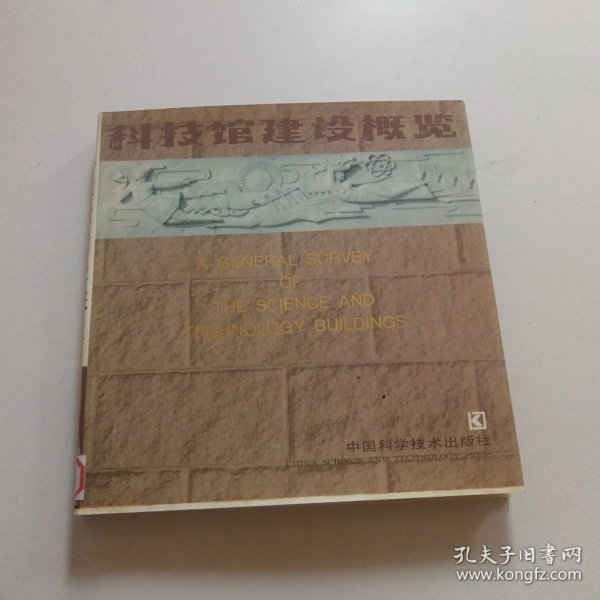 科技馆建设概览
A GENERAL SURVEY
OF
THE SCIENCE AND
TECHNOLOGY BUILDINGS
中国科学技术出版社
CHINA SCIENCE AND TECHNOLOGY PRESS
孔夫子旧书网
www.kongfz.com